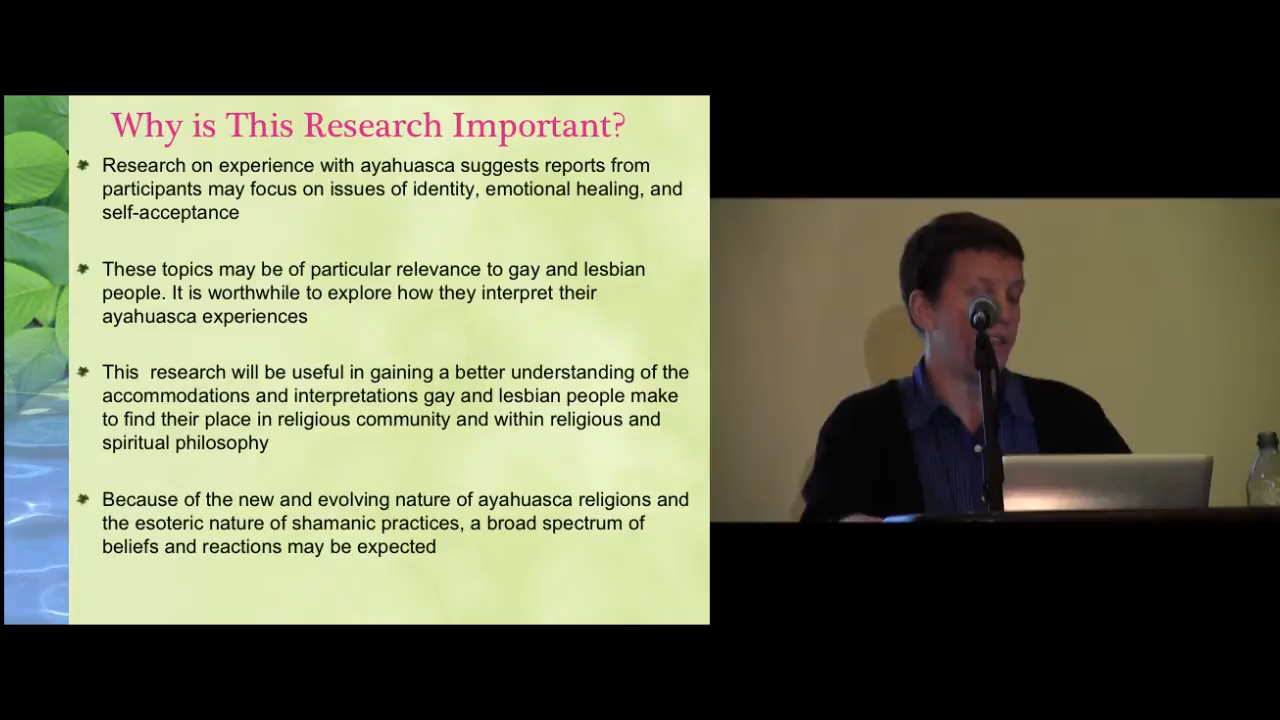 Why is This Research Important?
Research on experience with ayahuasca suggests reports from
participants may focus on issues of identity, emotional healing, and
self-acceptance
These topics may be of particular relevance to gay and lesbian
people. It is worthwhile to explore how they interpret their
ayahuasca experiences
This  research will be useful in gaining a better understanding of the
accommodations and interpretations gay and lesbian people make
to find their place in religious community and within religious and
spiritual philosophy
Because of the new and evolving nature of ayahuasca religions and
the esoteric nature of shamanic practices, a broad spectrum of
beliefs and reactions may be expected